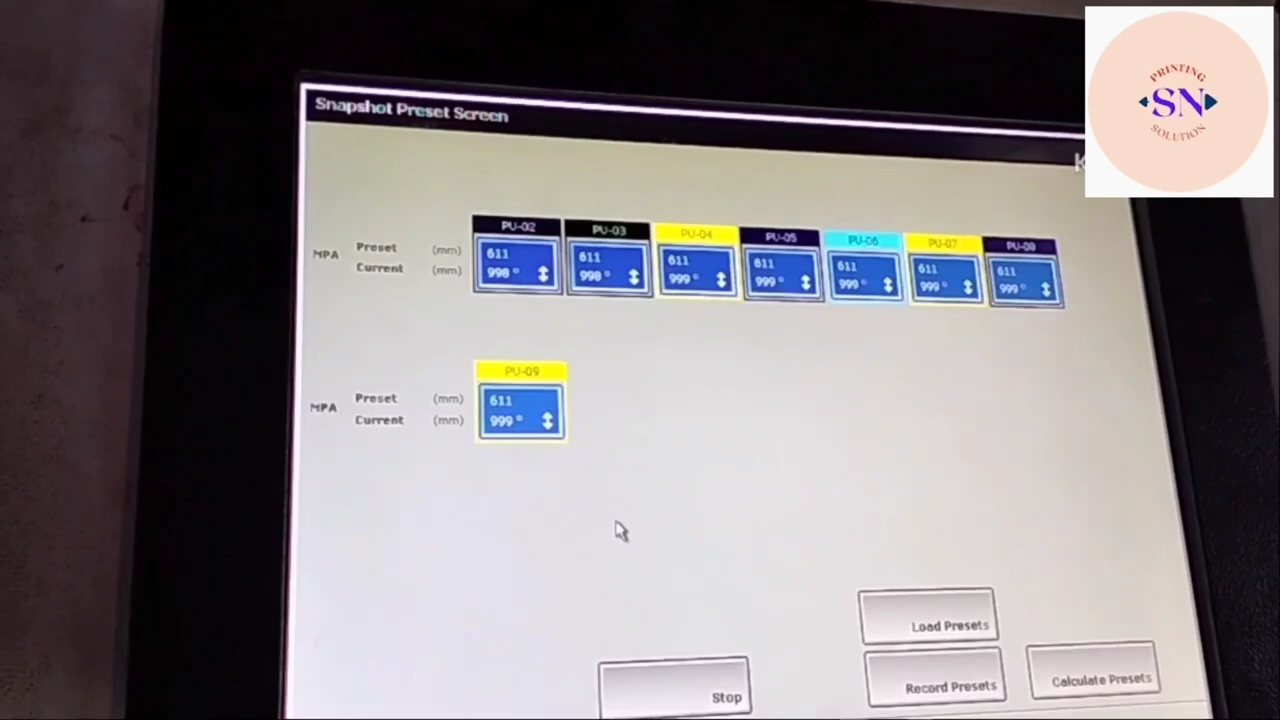 PRINTING
SN
SOLUTION
Snapshot Preset Screen
K
PU-02 PU-03 PU-04 PU-05 PU-06 PU-07 PU-08
MPA Preset (mm) 611 611 611 611 611 611 611
Current (mm) 998° 998° 999° 999° 999° 999° 999°
PU-09
MPA Preset (mm) 611
Current (mm) 999°
Load Presets
Stop Record Presets Calculate Presets